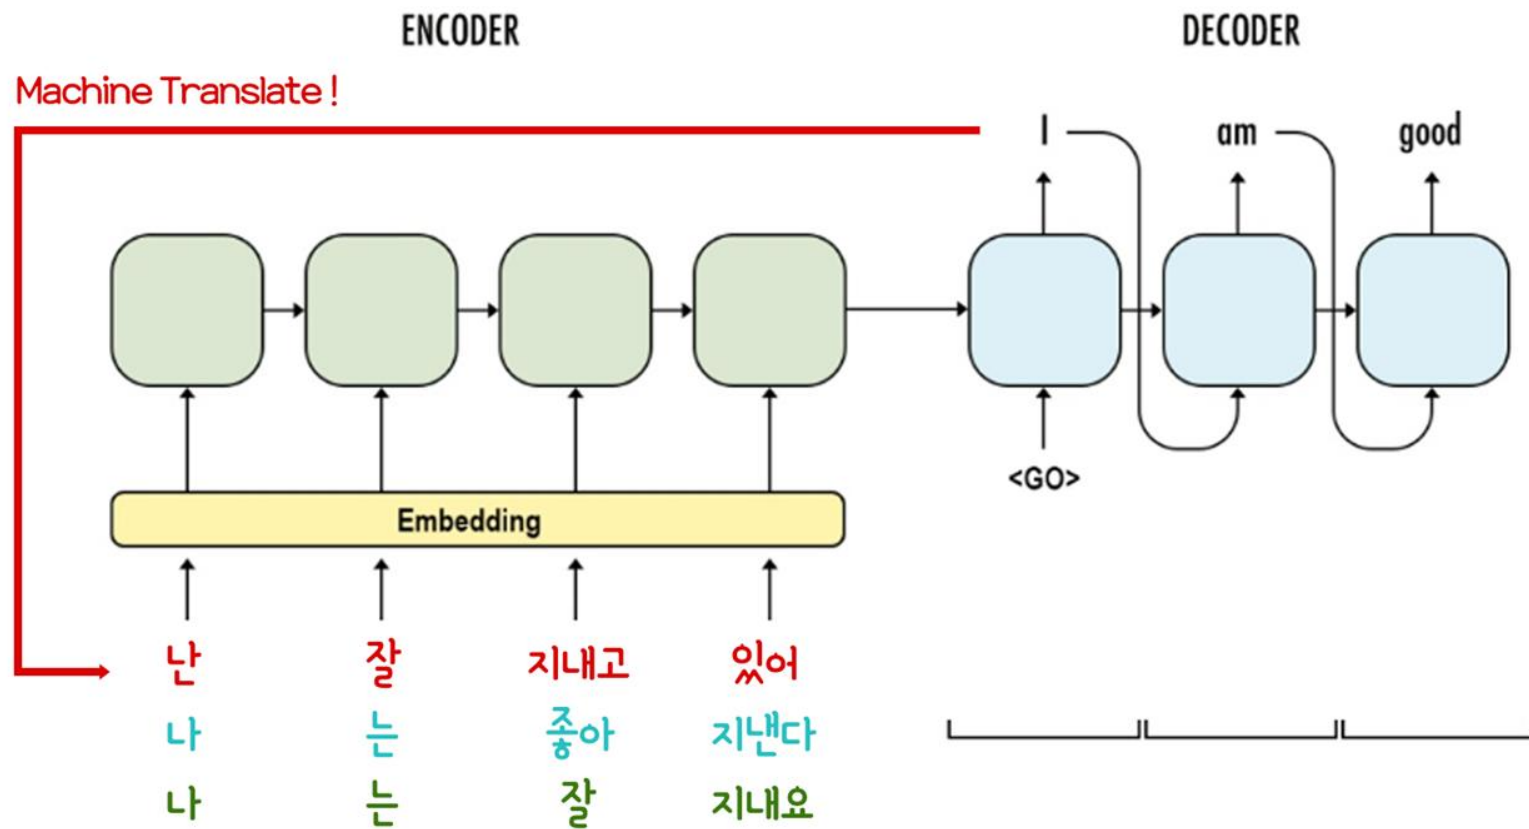 ENCODER
DECODER
Machine Translate !
I am good
<GO>
Embedding
난 잘 지내고 있어
나 는 좋아 지낸다
나 는 잘 지내요